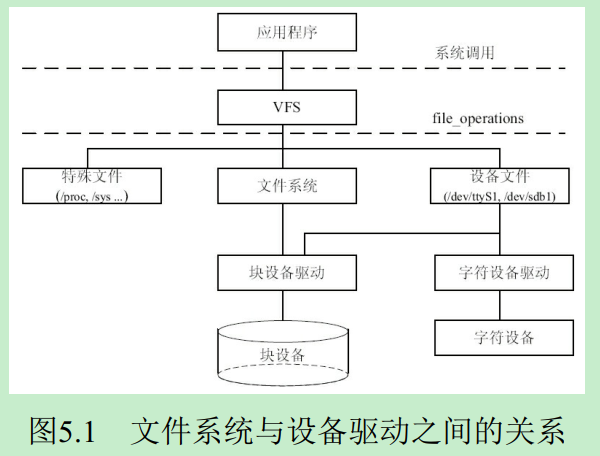 应用程序
系统调用
VFS
file_operations
特殊文件
(/proc, /sys ...)
文件系统
设备文件
(/dev/ttyS1, /dev/sdb1)
块设备驱动
字符设备驱动
块设备
字符设备
图5.1 文件系统与设备驱动之间的关系